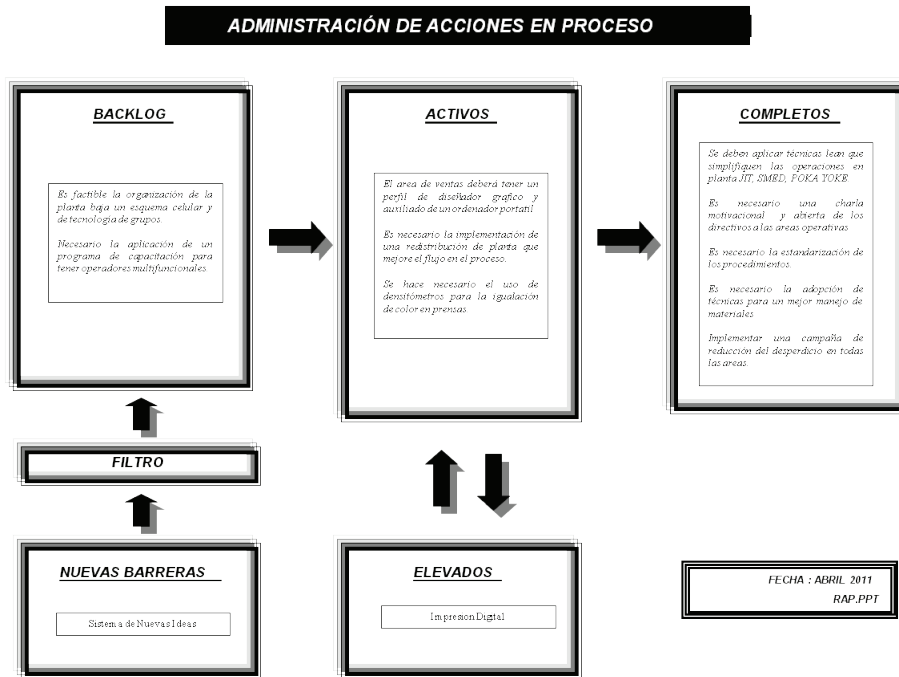 ADMINISTRACIÓN DE ACCIONES EN PROCESO
BACKLOG
Es factible la organización de la
planta bajo un esquema celular y
de tecnología de grupos.
Necesario la aplicación de un
programa de capacitación para
tener operadores multifuncionales
ACTIVOS
El area de ventas deberá tener un
perfil de diseñador gráfico y
auxiliado de un ordenador portatil
Es necesario la implementación de
una redistribución de planta que
mejore el flujo en el proceso.
Se hace necesario el uso de
densitómetros para la igualación
de color en prensas
COMPLETOS
Se deben aplicar técnicas lean que
simplifiquen las operaciones en
planta JIT, SMED, POKA YOKE.
Es necesario una charla
motivacional y abierta de los
directivos a las areas operativas
Es necesario la estandarización de
los procedimientos.
Es necesario la adopción de
técnicas para un mejor manejo de
materiales
Implementar una campaña de
reducción del desperdicio en todas
las areas.
FILTRO
NUEVAS BARRERAS
Sistema de Nuevas Ideas
ELEVADOS
Impresion Digital
FECHA : ABRIL 2011
RAP.PPT